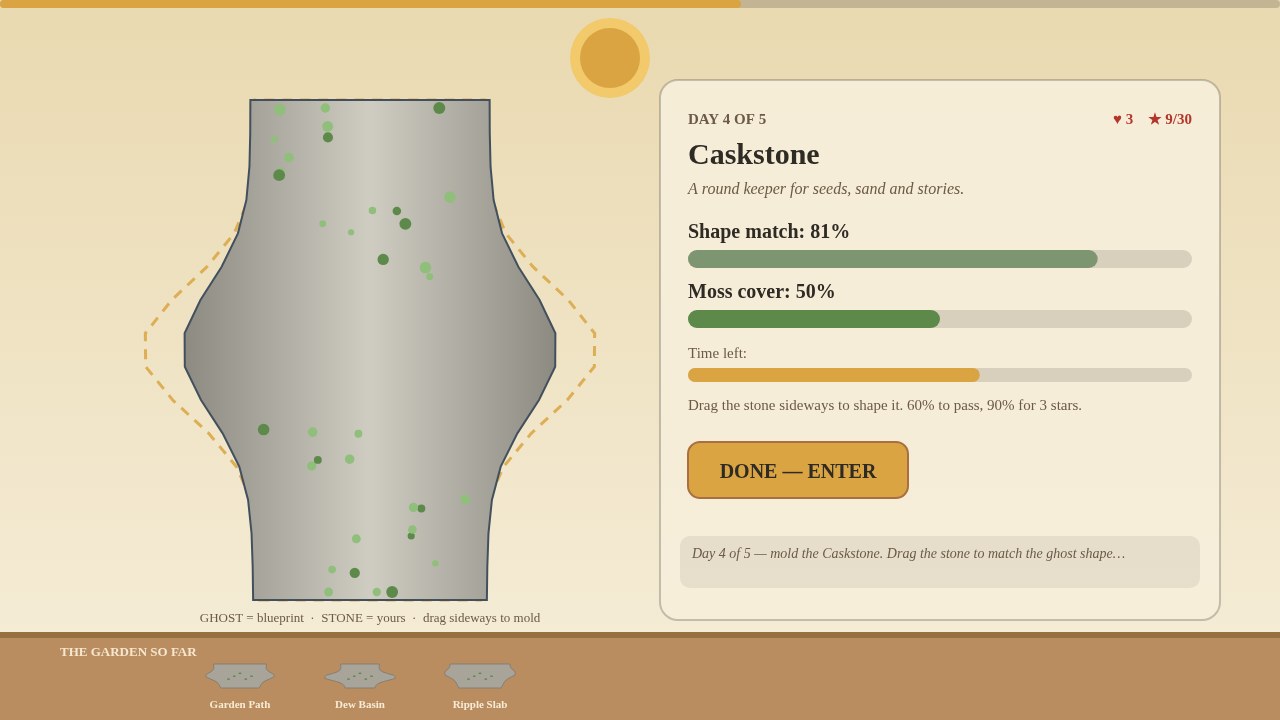 DAY 4 OF 5
♥ 3 ★ 9/30
Caskstone
A round keeper for seeds, sand and stories.
Shape match: 81%
Moss cover: 50%
Time left:
Drag the stone sideways to shape it. 60% to pass, 90% for 3 stars.
DONE — ENTER
Day 4 of 5 — mold the Caskstone. Drag the stone to match the ghost shape…
GHOST = blueprint · STONE = yours · drag sideways to mold
THE GARDEN SO FAR
Garden Path
Dew Basin
Ripple Slab